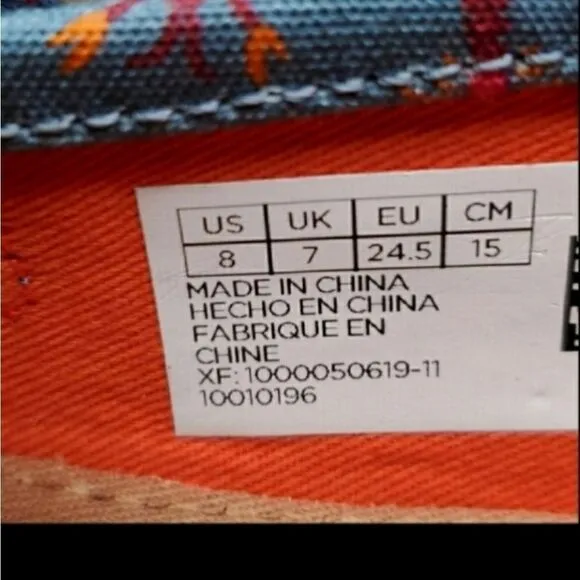 US UK EU CM
8 7 24.5 15
MADE IN CHINA
HECHO EN CHINA
FABRIQUE EN
CHINE
XF: 1000050619-11
10010196